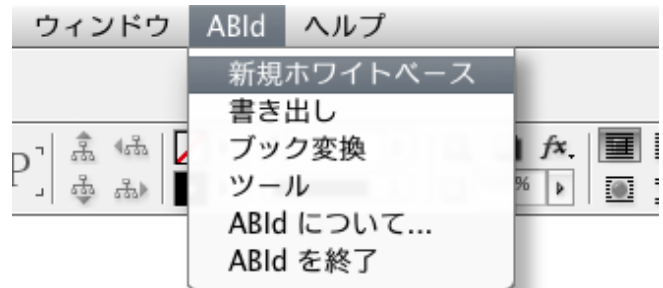 ウィンドウ ABId ヘルプ
新規ホワイトベース
書き出し
ブック変換
ツール
ABId について...
ABId を終了
P
fx.
%